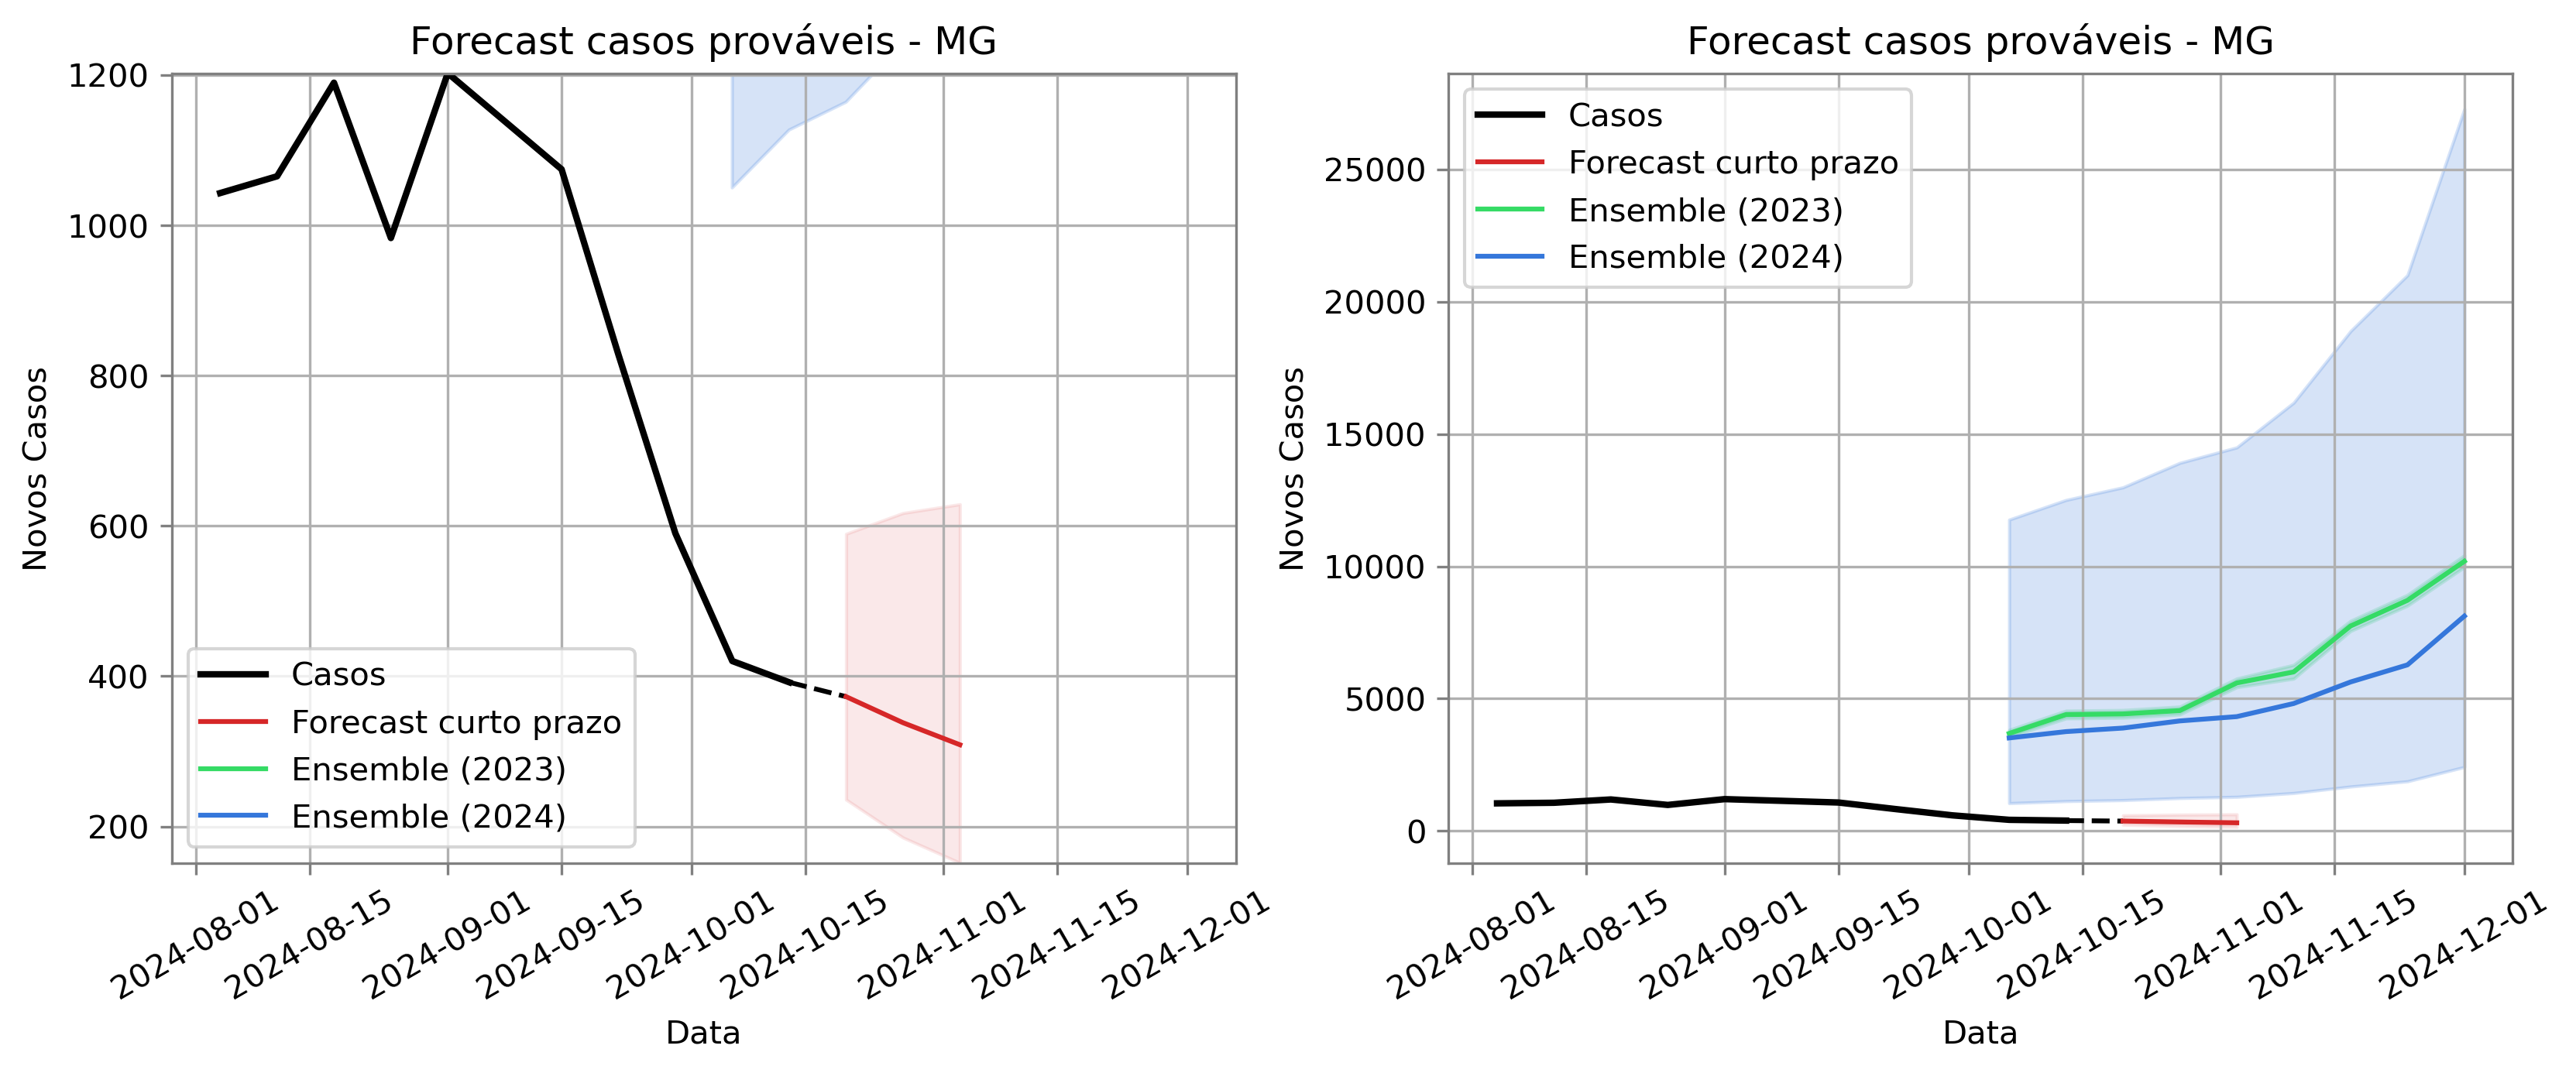 Forecast casos prováveis - MG
1200
1000
800
600
400
200
Novos Casos
Casos
Forecast curto prazo
Ensemble (2023)
Ensemble (2024)
2024-08-01
2024-08-15
2024-09-01
2024-09-15
2024-10-01
2024-10-15
2024-11-01
2024-11-15
2024-12-01
Data
Forecast casos prováveis - MG
25000
20000
15000
10000
5000
0
Novos Casos
Casos
Forecast curto prazo
Ensemble (2023)
Ensemble (2024)
2024-08-01
2024-08-15
2024-09-01
2024-09-15
2024-10-01
2024-10-15
2024-11-01
2024-11-15
2024-12-01
Data